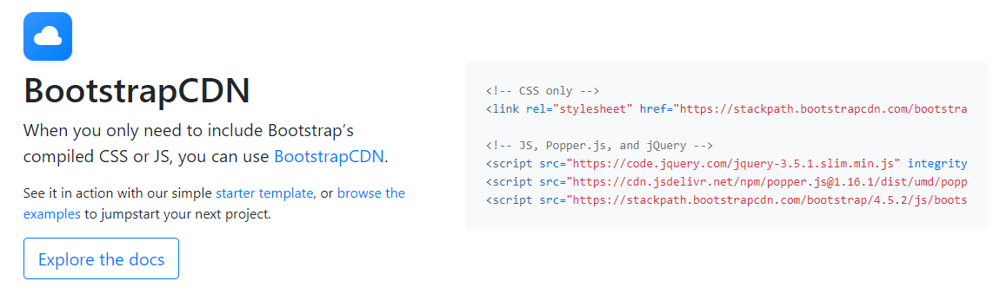 BootstrapCDN
When you only need to include Bootstrap’s
compiled CSS or JS, you can use BootstrapCDN.
See it in action with our simple starter template, or browse the
examples to jumpstart your next project.
Explore the docs
<!-- CSS only -->
<link rel="stylesheet" href="https://stackpath.bootstrapcdn.com/bootstra
<!-- JS, Popper.js, and jQuery -->
<script src="https://code.jquery.com/jquery-3.5.1.slim.min.js" integrity
<script src="https://cdn.jsdelivr.net/npm/popper.js@1.16.1/dist/umd/popp
<script src="https://stackpath.bootstrapcdn.com/bootstrap/4.5.2/js/boots